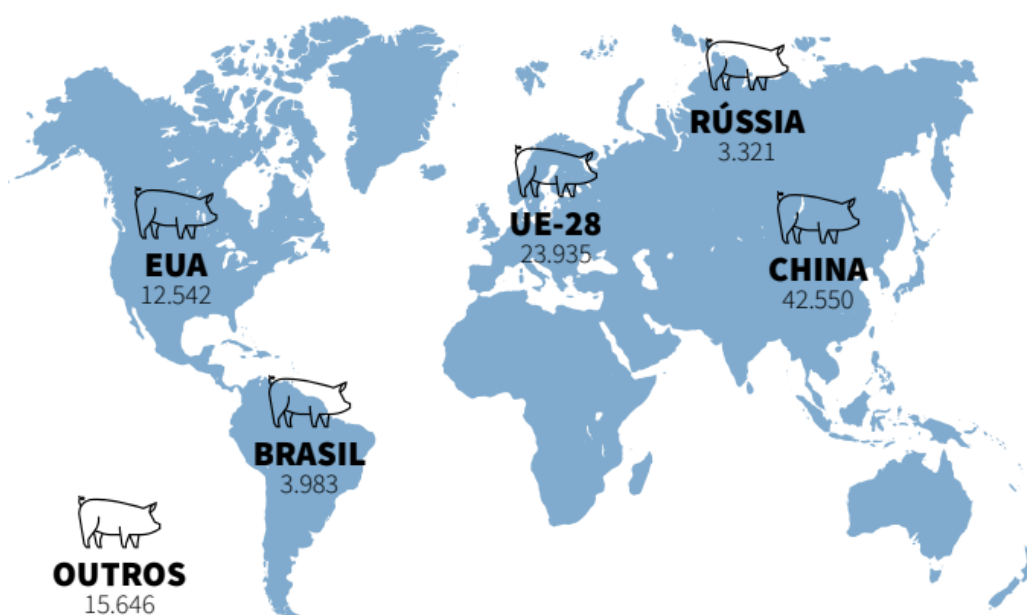 RÚSSIA
3.321
UE-28
23.935
EUA
12.542
CHINA
42.550
BRASIL
3.983
OUTROS
15.646